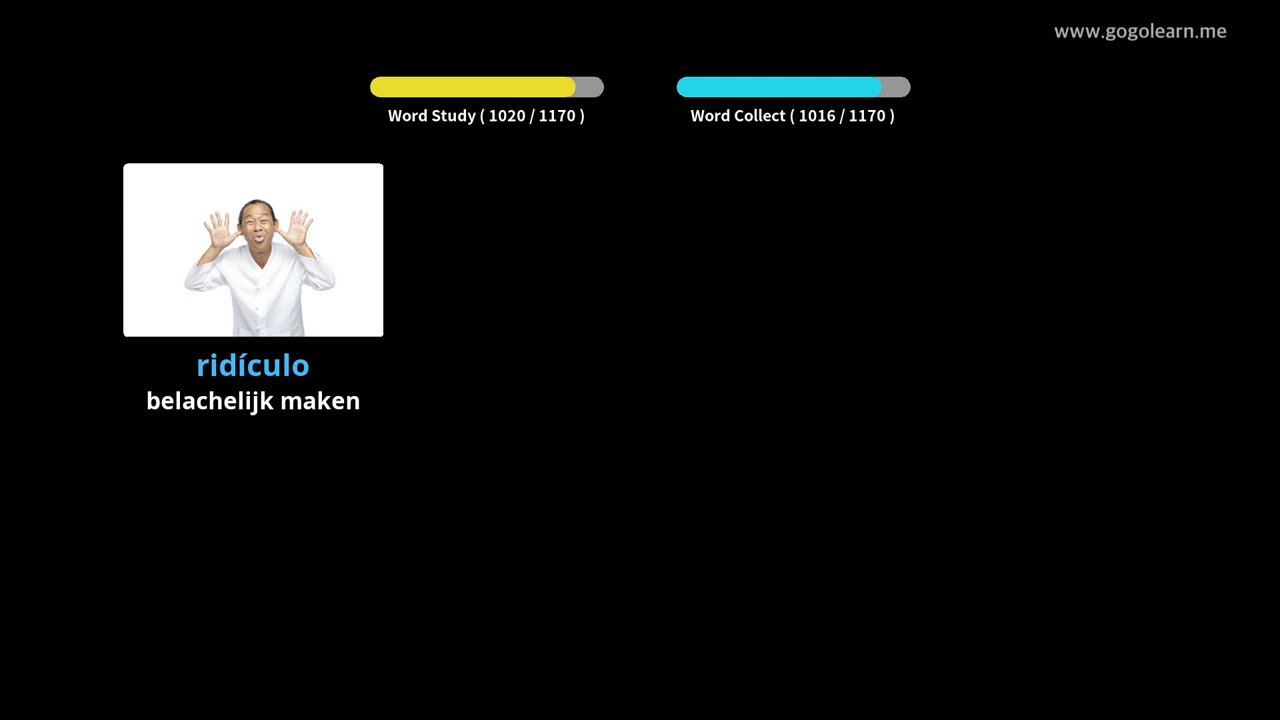 www.gogolearn.me
Word Study ( 1020 / 1170 )
Word Collect ( 1016 / 1170 )
ridículo
belachelijk maken